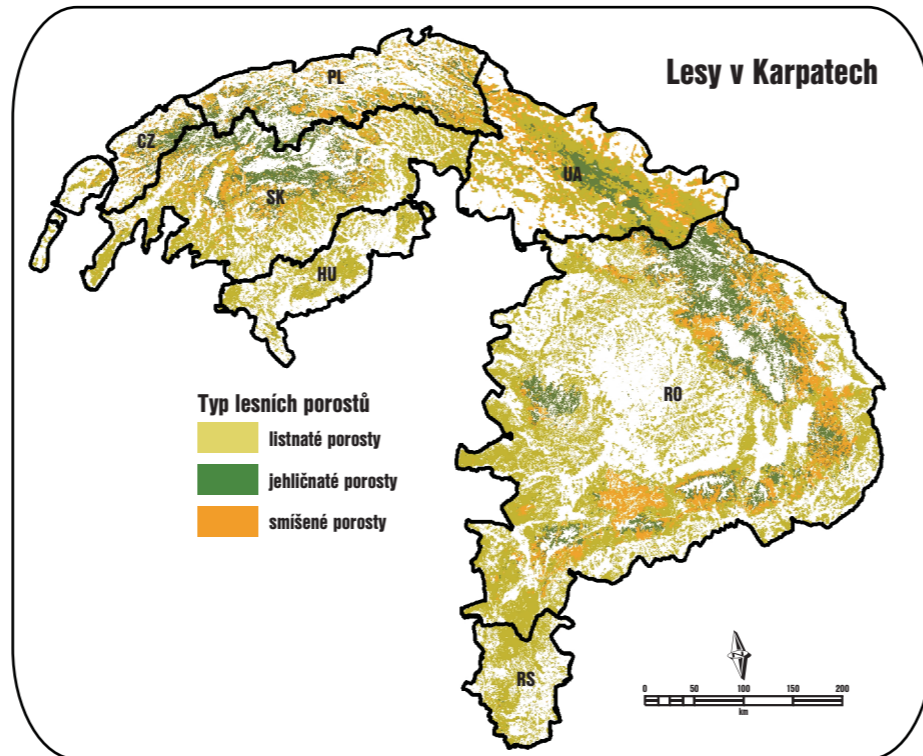 Lesy v Karpatech
PL
CZ
UA
SK
HU
Typ lesních porostů
listnaté porosty
jehličnaté porosty
smíšené porosty
RO
RS
0 50 100 150 200
km